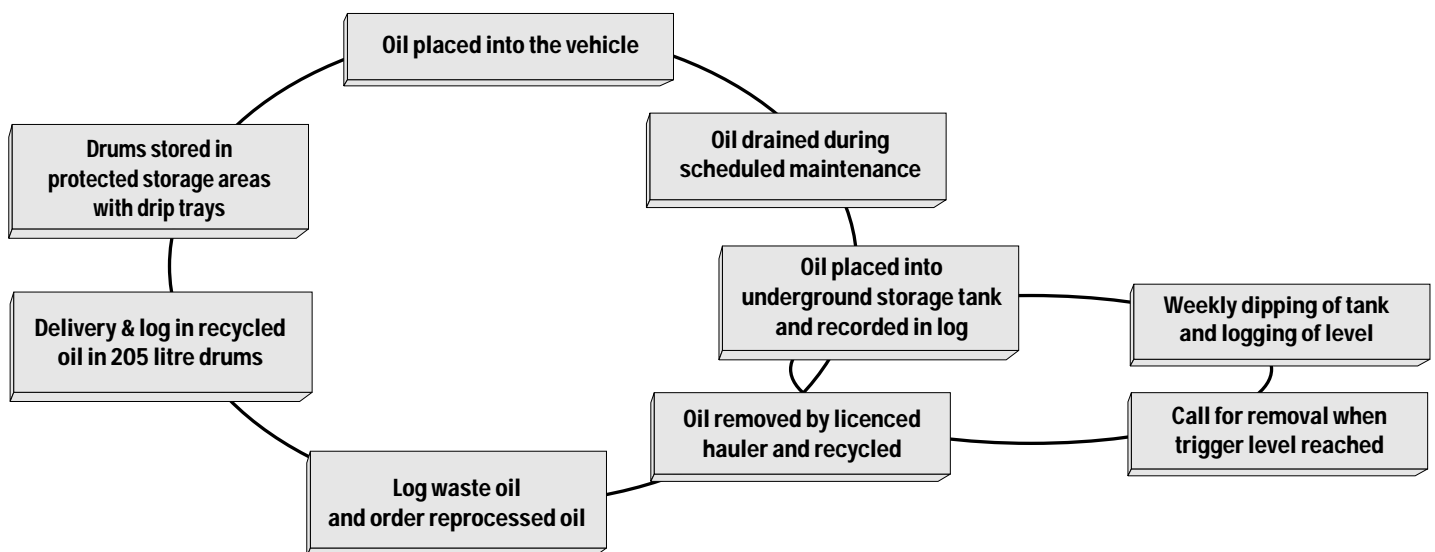 Oil placed into the vehicle
Oil drained during
scheduled maintenance
Drums stored in
protected storage areas
with drip trays
Oil placed into
underground storage tank
and recorded in log
Weekly dipping of tank
and logging of level
Delivery & log in recycled
oil in 205 litre drums
Oil removed by licenced
hauler and recycled
Call for removal when
trigger level reached
Log waste oil
and order reprocessed oil